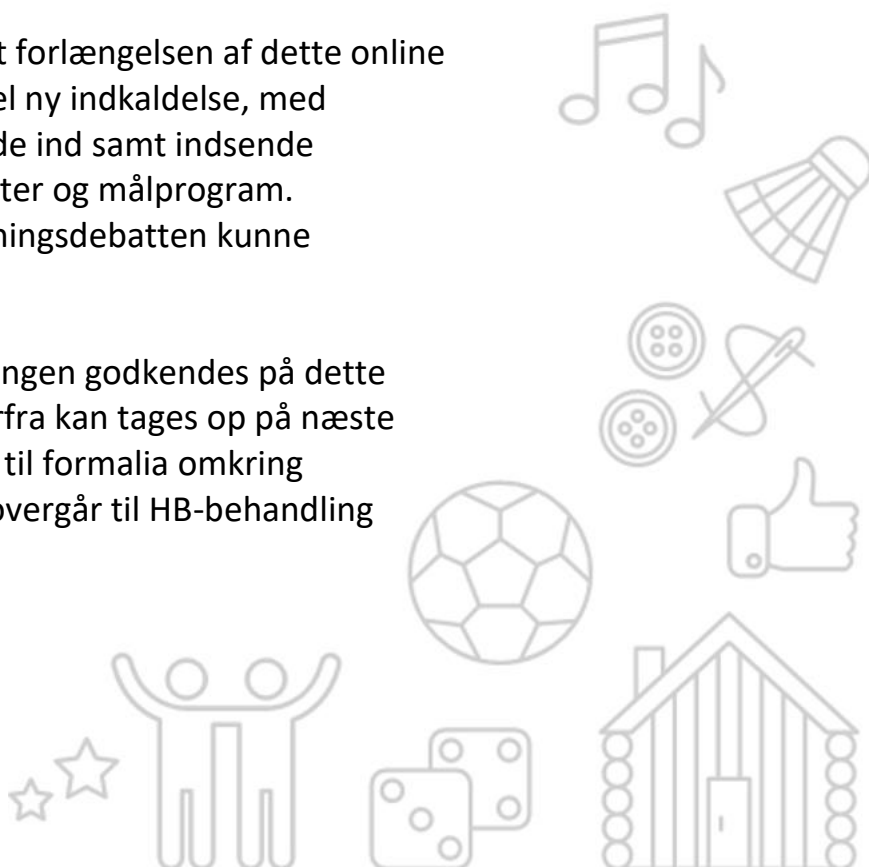 t forlængelsen af dette online
el ny indkaldelse, med
de ind samt indsende
ter og målprogram.
ningsdebatten kunne
ngen godkendes på dette
rfra kan tages op på næste
til formalia omkring
overgår til HB-behandling